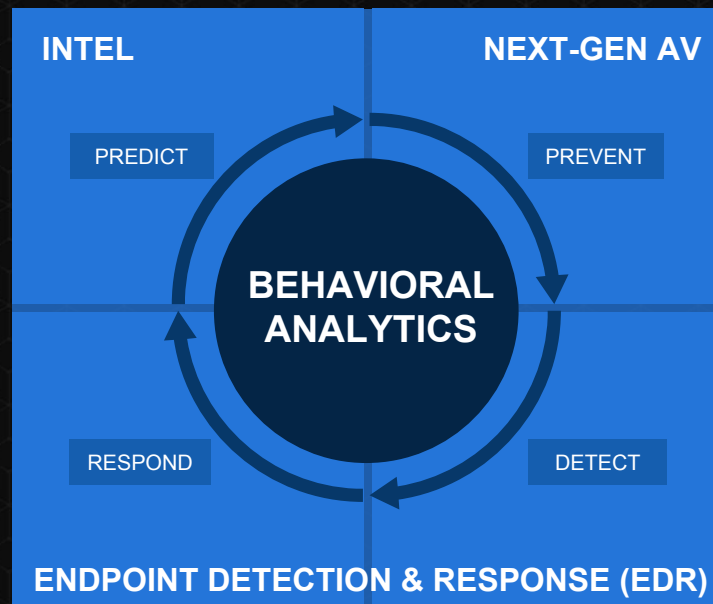 INTEL
NEXT-GEN AV
PREDICT
PREVENT
BEHAVIORAL
ANALYTICS
RESPOND
DETECT
ENDPOINT DETECTION & RESPONSE (EDR)